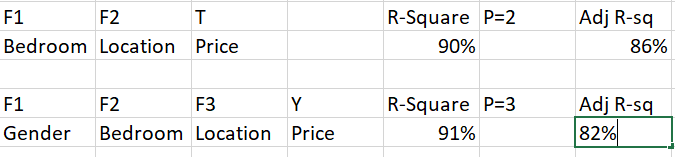 F1 F2 T R-Square P=2 Adj R-sq
Bedroom Location Price 90% 86%
F1 F2 F3 Y R-Square P=3 Adj R-sq
Gender Bedroom Location Price 91% 82%